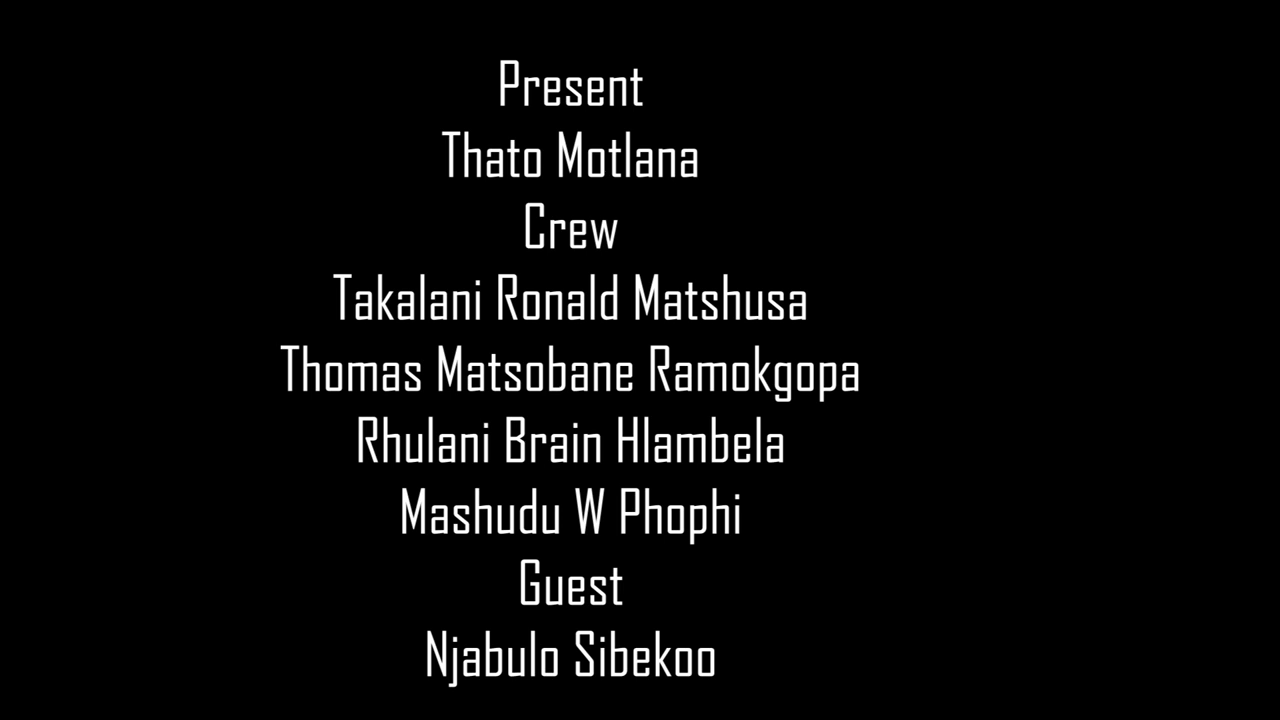 Present
Thato Motlana
Crew
Takalani Ronald Matshusa
Thomas Matsobane Ramokgopa
Rhulani Brain Hlambela
Mashudu W Phophi
Guest
Njabulo Sibekoo